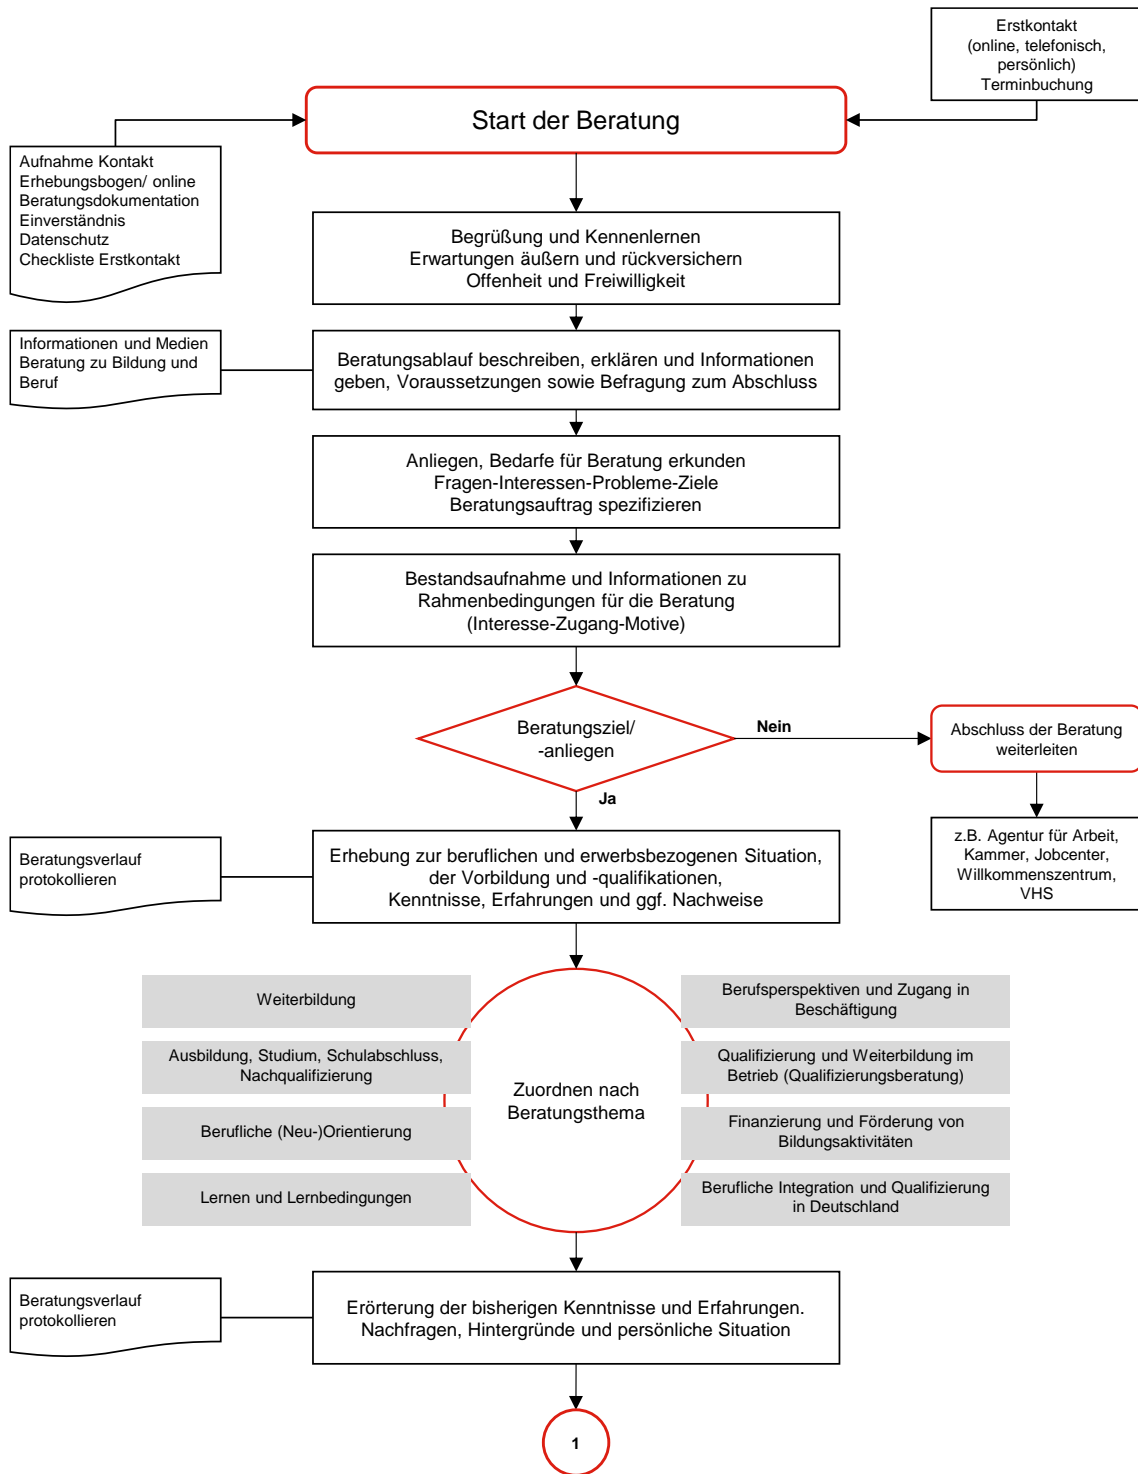 Erstkontakt
(online, telefonisch,
persönlich)
Terminbuchung
Start der Beratung
Aufnahme Kontakt
Erhebungsbogen/ online
Beratungsdokumentation
Einverständnis
Datenschutz
Checkliste Erstkontakt
Begrüßung und Kennenlernen
Erwartungen äußern und rückversichern
Offenheit und Freiwilligkeit
Informationen und Medien
Beratung zu Bildung und
Beruf
Beratungsablauf beschreiben, erklären und Informationen
geben, Voraussetzungen sowie Befragung zum Abschluss
Anliegen, Bedarfe für Beratung erkunden
Fragen-Interessen-Probleme-Ziele
Beratungsauftrag spezifizieren
Bestandsaufnahme und Informationen zu
Rahmenbedingungen für die Beratung
(Interesse-Zugang-Motive)
Beratungsziel/
-anliegen
Nein
Abschluss der Beratung
weiterleiten
Ja
z.B. Agentur für Arbeit,
Kammer, Jobcenter,
Willkommenszentrum,
VHS
Beratungsverlauf
protokollieren
Erhebung zur beruflichen und erwerbsbezogenen Situation,
der Vorbildung und -qualifikationen,
Kenntnisse, Erfahrungen und ggf. Nachweise
Weiterbildung
Ausbildung, Studium, Schulabschluss,
Nachqualifizierung
Berufliche (Neu-)Orientierung
Lernen und Lernbedingungen
Zuordnen nach
Beratungsthema
Berufsperspektiven und Zugang in
Beschäftigung
Qualifizierung und Weiterbildung im
Betrieb (Qualifizierungsberatung)
Finanzierung und Förderung von
Bildungsaktivitäten
Berufliche Integration und Qualifizierung
in Deutschland
Beratungsverlauf
protokollieren
Erörterung der bisherigen Kenntnisse und Erfahrungen.
Nachfragen, Hintergründe und persönliche Situation
1